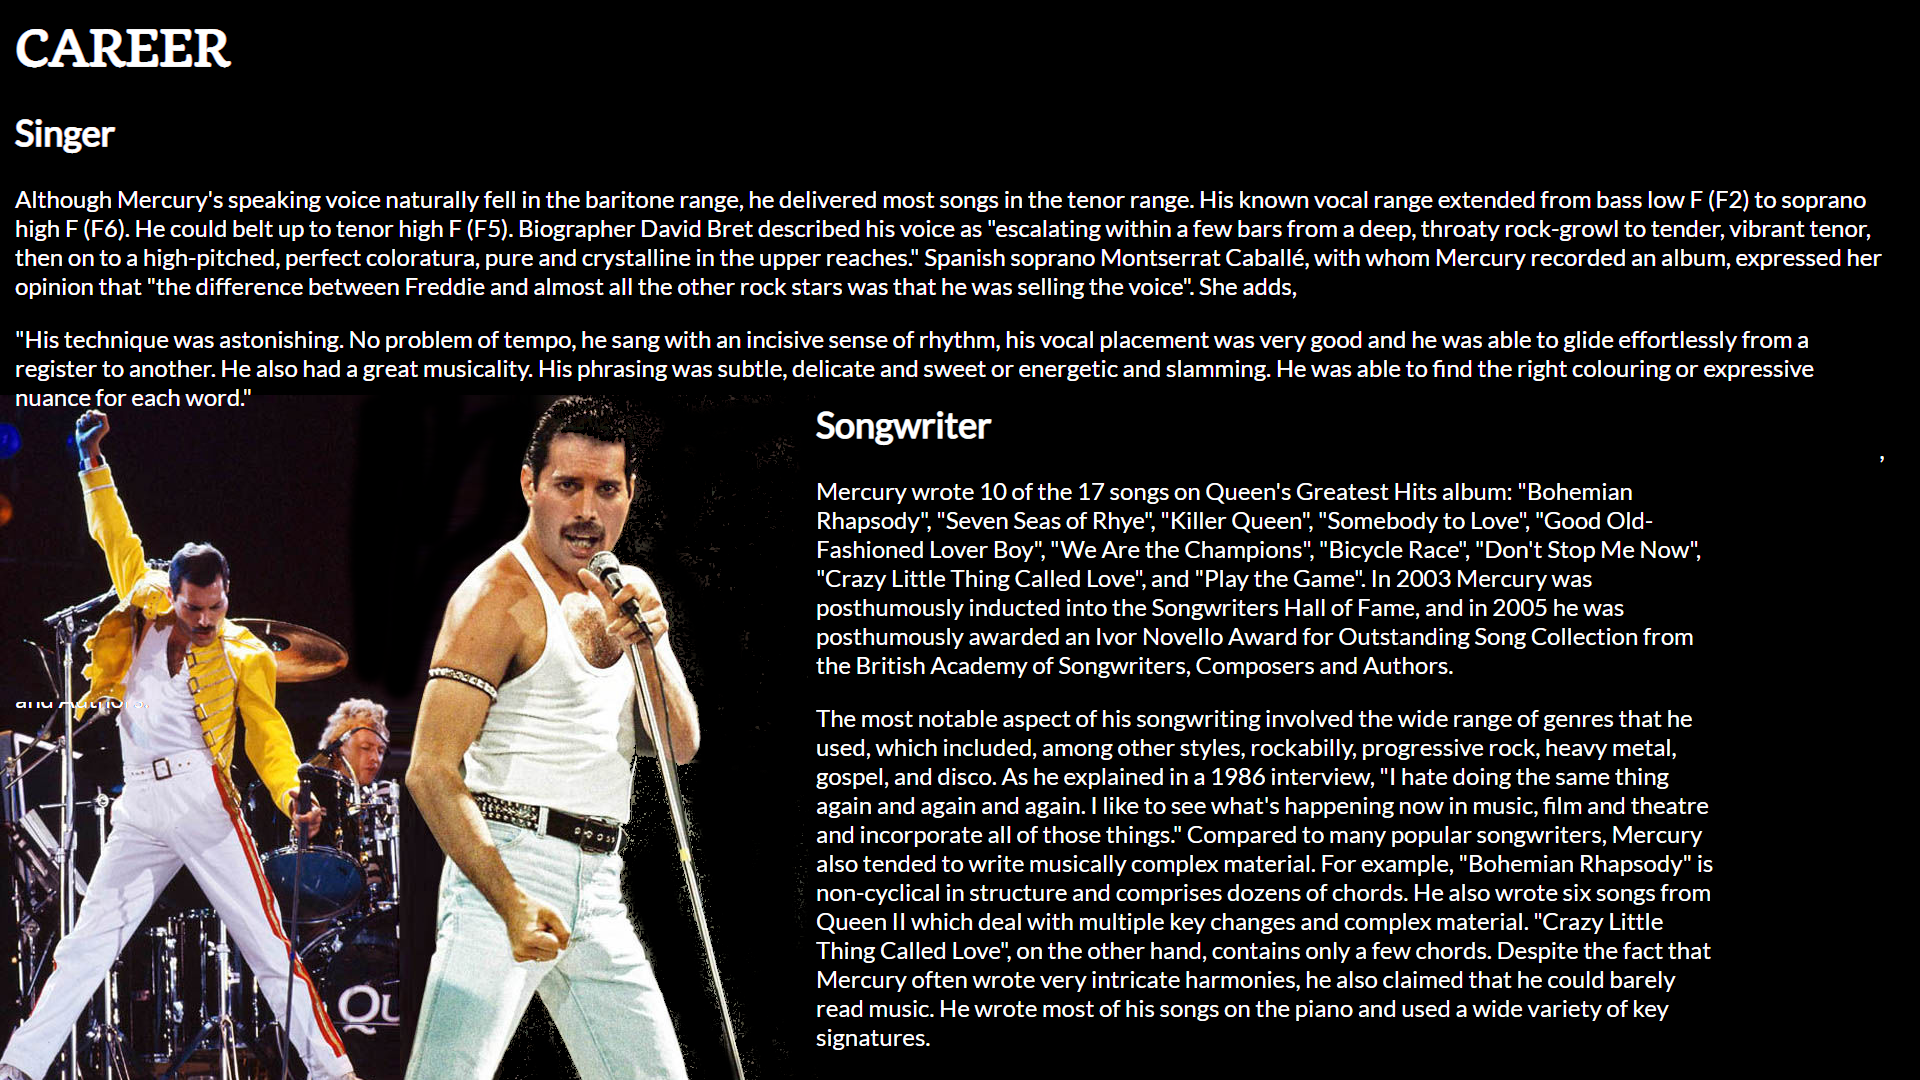 CAREER
Singer
Although Mercury's speaking voice naturally fell in the baritone range, he delivered most songs in the tenor range. His known vocal range extended from bass low F (F2) to soprano
high F (F6). He could belt up to tenor high F (F5). Biographer David Bret described his voice as "escalating within a few bars from a deep, throaty rock-growl to tender, vibrant tenor,
then on to a high-pitched, perfect coloratura, pure and crystalline in the upper reaches." Spanish soprano Montserrat Caballé, with whom Mercury recorded an album, expressed her
opinion that "the difference between Freddie and almost all the other rock stars was that he was selling the voice". She adds,
"His technique was astonishing. No problem of tempo, he sang with an incisive sense of rhythm, his vocal placement was very good and he was able to glide effortlessly from a
register to another. He also had a great musicality. His phrasing was subtle, delicate and sweet or energetic and slamming. He was able to find the right colouring or expressive
nuance for each word."
Songwriter
,
Mercury wrote 10 of the 17 songs on Queen's Greatest Hits album: "Bohemian
Rhapsody", "Seven Seas of Rhye", "Killer Queen", "Somebody to Love", "Good Old-
Fashioned Lover Boy", "We Are the Champions", "Bicycle Race", "Don't Stop Me Now",
"Crazy Little Thing Called Love", and "Play the Game". In 2003 Mercury was
posthumously inducted into the Songwriters Hall of Fame, and in 2005 he was
posthumously awarded an Ivor Novello Award for Outstanding Song Collection from
the British Academy of Songwriters, Composers and Authors.
and Authors.
The most notable aspect of his songwriting involved the wide range of genres that he
used, which included, among other styles, rockabilly, progressive rock, heavy metal,
gospel, and disco. As he explained in a 1986 interview, "I hate doing the same thing
again and again and again. I like to see what's happening now in music, film and theatre
and incorporate all of those things." Compared to many popular songwriters, Mercury
also tended to write musically complex material. For example, "Bohemian Rhapsody" is
non-cyclical in structure and comprises dozens of chords. He also wrote six songs from
Queen II which deal with multiple key changes and complex material. "Crazy Little
Thing Called Love", on the other hand, contains only a few chords. Despite the fact that
Mercury often wrote very intricate harmonies, he also claimed that he could barely
read music. He wrote most of his songs on the piano and used a wide variety of key
signatures.
Qu